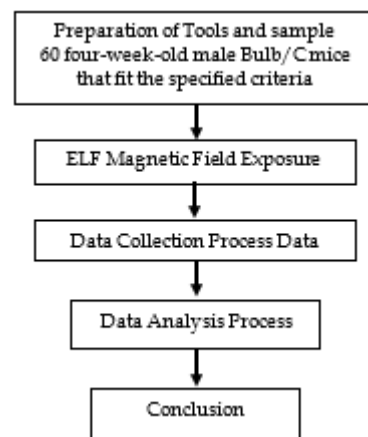 Preparation of Tools and sample
60 four-week-old male Bulb/C mice
that fit the specified criteria
ELF Magnetic Field Exposure
Data Collection Process Data
Data Analysis Process
Conclusion